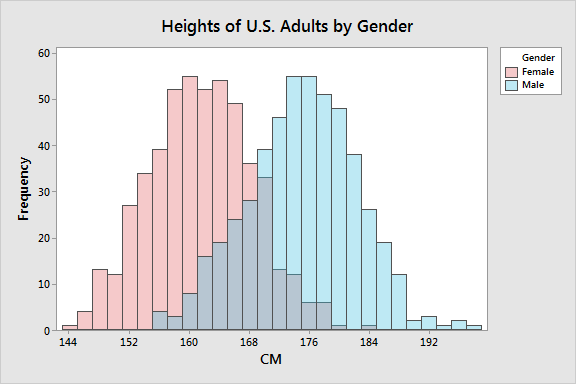 Heights of U.S. Adults by Gender
Gender
Female
Male
60
50
40
30
20
10
0
Frequency
144 152 160 168 176 184 192
CM